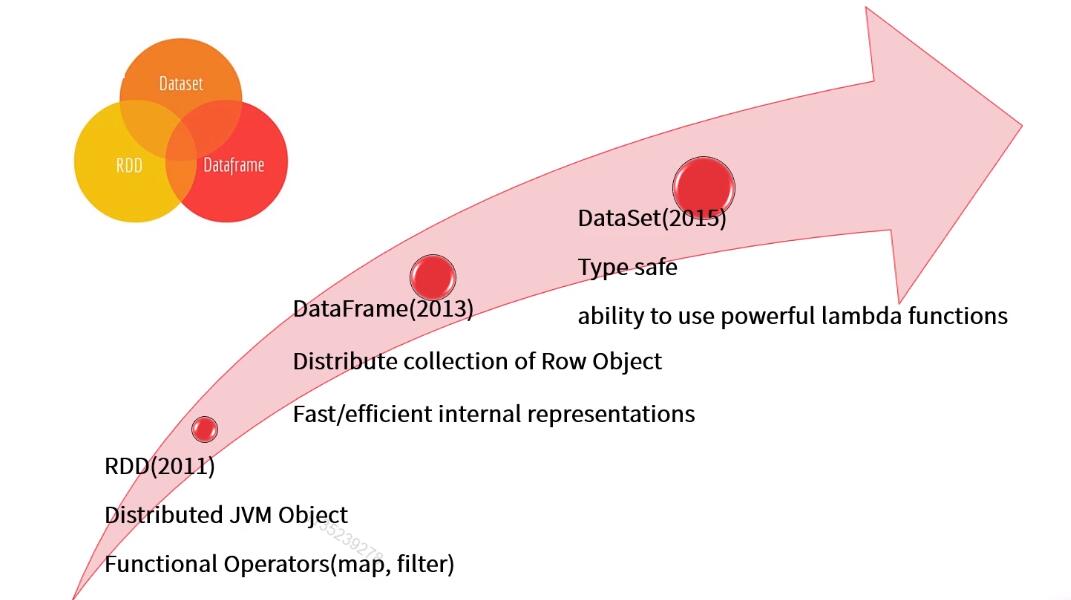 Dataset
RDD
Dataframe
DataSet(2015)
Type safe
ability to use powerful lambda functions
DataFrame(2013)
Distribute collection of Row Object
Fast/efficient internal representations
RDD(2011)
Distributed JVM Object
Functional Operators(map, filter)